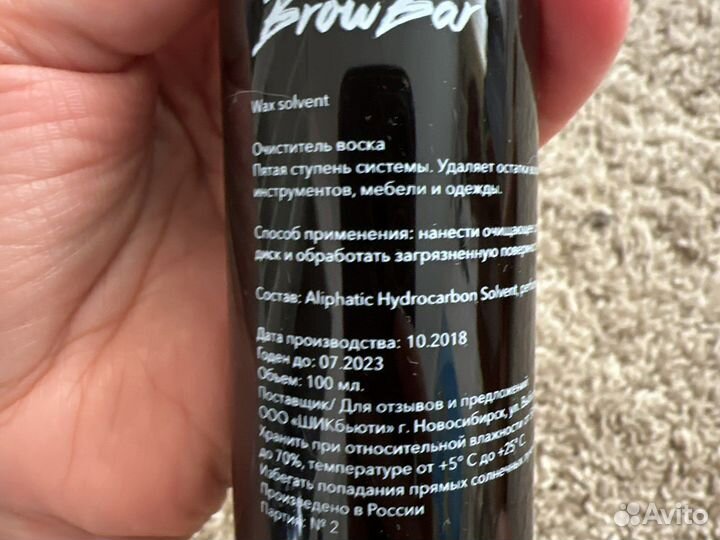 BrowBar
Wax solvent
Очиститель воска
Пятая ступень системы. Удаляет остатки
инструментов, мебели и одежды.
Способ применения: нанести очищающее
диск и обработать загрязненную
Состав: Aliphatic Hydrocarbon Solvent,
Дата производства: 10.2018
Годен до: 07.2023
Объем: 100 мл.
Поставщик/ Для отзывов и предложений
ООО «ШИКбьюти» г. Новосибирск, ул.
Хранить при относительной влажности от
до 70%, температуре от +5° С до +25° С.
Избегать попадания прямых солнечных
Произведено в России
Партия: № 2
Avito